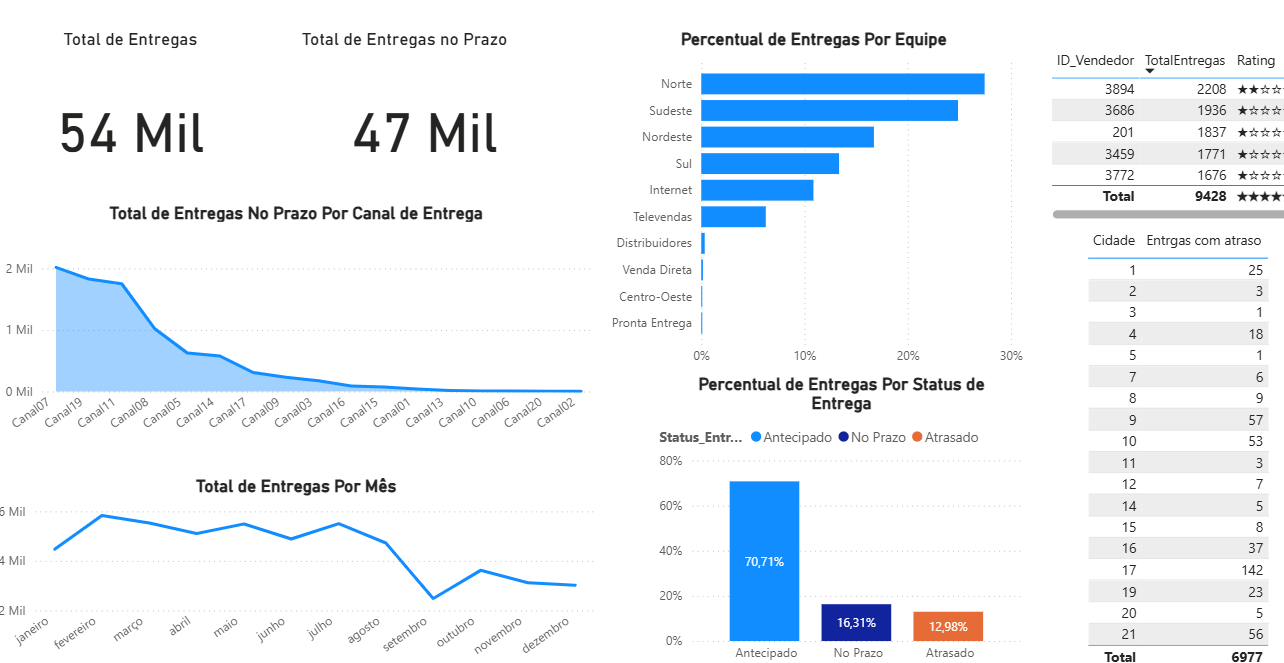 Total de Entregas
54 Mil
Total de Entregas no Prazo
47 Mil
Total de Entregas No Prazo Por Canal de Entrega
2 Mil
1 Mil
0 Mil
Canal07 Canal19 Canal11 Canal08 Canal05 Canal14 Canal17 Canal09 Canal03 Canal16 Canal15 Canal01 Canal13 Canal10 Canal06 Canal20 Canal02
Total de Entregas Por Mês
6 Mil
4 Mil
2 Mil
janeiro fevereiro março abril maio junho julho agosto setembro outubro novembro dezembro
Percentual de Entregas Por Equipe
Norte
Sudeste
Nordeste
Sul
Internet
Televendas
Distribuidores
Venda Direta
Centro-Oeste
Pronta Entrega
0% 10% 20% 30%
Percentual de Entregas Por Status de
Entrega
Status_Entr... Antecipado No Prazo Atrasado
80%
60%
40%
20%
0%
70,71%
16,31%
12,98%
Antecipado No Prazo Atrasado
ID_Vendedor TotalEntregas Rating
3894 2208 ★★☆☆
3686 1936 ★☆☆☆
201 1837 ★☆☆☆
3459 1771 ★☆☆☆
3772 1676 ★☆☆☆
Total 9428 ★★★★
Cidade Entrgas com atraso
1 25
2 3
3 1
4 18
5 1
7 6
8 9
9 57
10 53
11 3
12 7
14 5
15 8
16 37
17 142
19 23
20 5
21 56
Total 6977